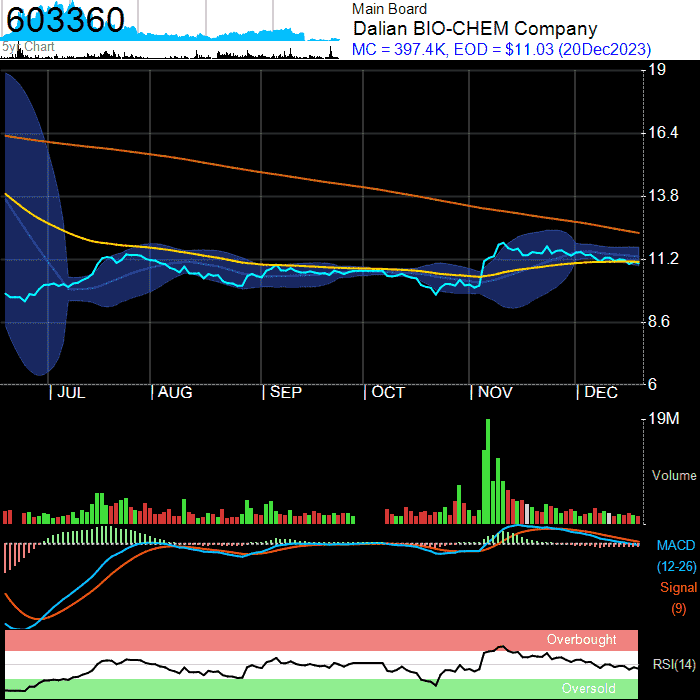 603360
5yr Chart
Main Board
Dalian BIO-CHEM Company
MC = 397.4K, EOD = $11.03 (20Dec2023)
19
16.4
13.8
11.2
8.6
6
| JUL | AUG | SEP | OCT | NOV | DEC
19M
Volume
MACD
(12-26)
Signal
(9)
Overbought
RSI(14)
Oversold